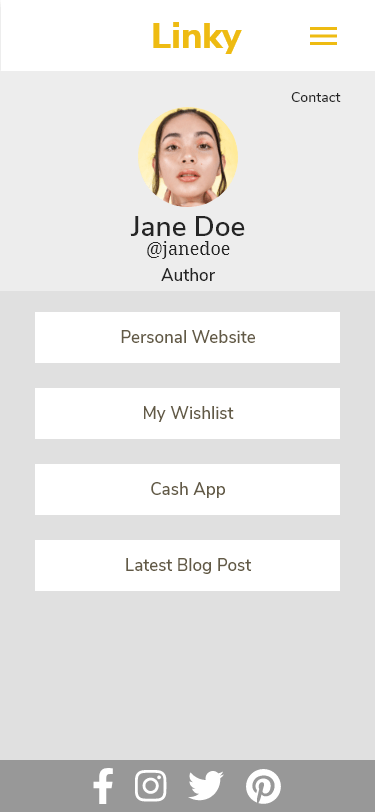 Linky
Contact
Jane Doe
@janedoe
Author
Personal Website
My Wishlist
Cash App
Latest Blog Post